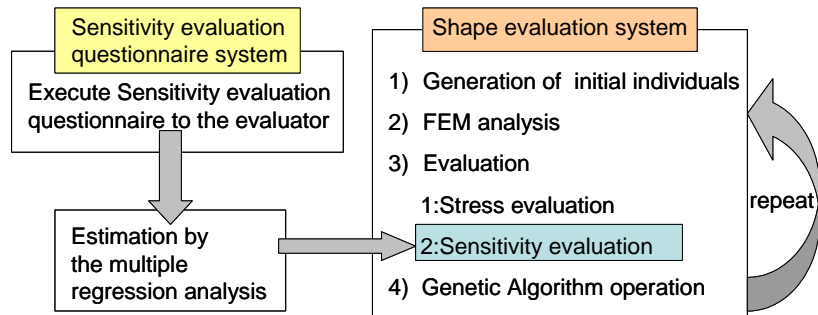 Sensitivity evaluation
questionnaire system
Execute Sensitivity evaluation
questionnaire to the evaluator
Estimation by
the multiple
regression analysis
Shape evaluation system
1) Generation of initial individuals
2) FEM analysis
3) Evaluation
1:Stress evaluation
2:Sensitivity evaluation
4) Genetic Algorithm operation
repeat